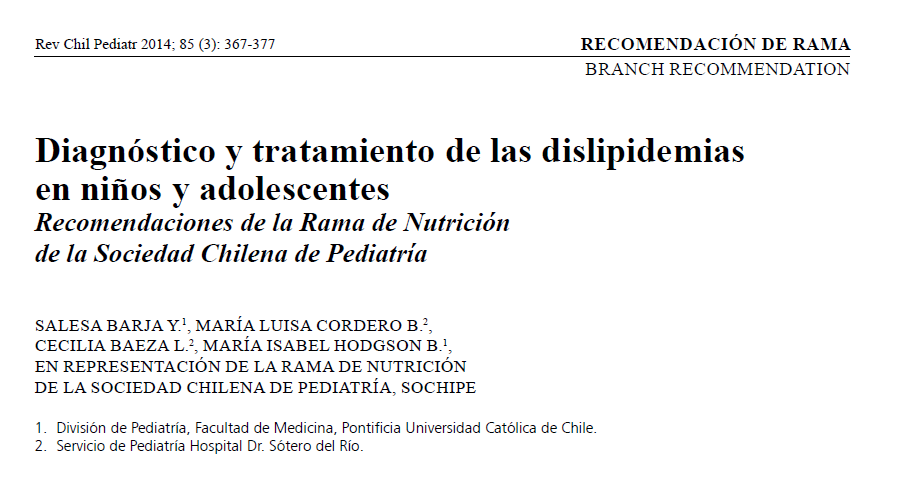 Rev Chil Pediatr 2014; 85 (3): 367-377
RECOMENDACIÓN DE RAMA
BRANCH RECOMMENDATION
Diagnóstico y tratamiento de las dislipidemias
en niños y adolescentes
Recomendaciones de la Rama de Nutrición
de la Sociedad Chilena de Pediatría
SALESA BARJA Y.1, MARÍA LUISA CORDERO B.2,
CECILIA BAEZA L.2, MARÍA ISABEL HODGSON B.1,
EN REPRESENTACIÓN DE LA RAMA DE NUTRICIÓN
DE LA SOCIEDAD CHILENA DE PEDIATRÍA, SOCHIPE
1. División de Pediatría, Facultad de Medicina, Pontificia Universidad Católica de Chile.
2. Servicio de Pediatría Hospital Dr. Sótero del Río.